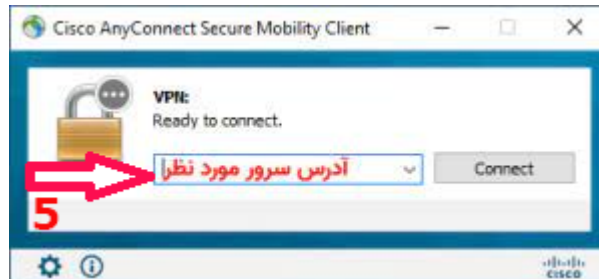 Cisco AnyConnect Secure Mobility Client
VPN:
Ready to connect.
آدرس سرور مورد نظر
Connect
5
cisco